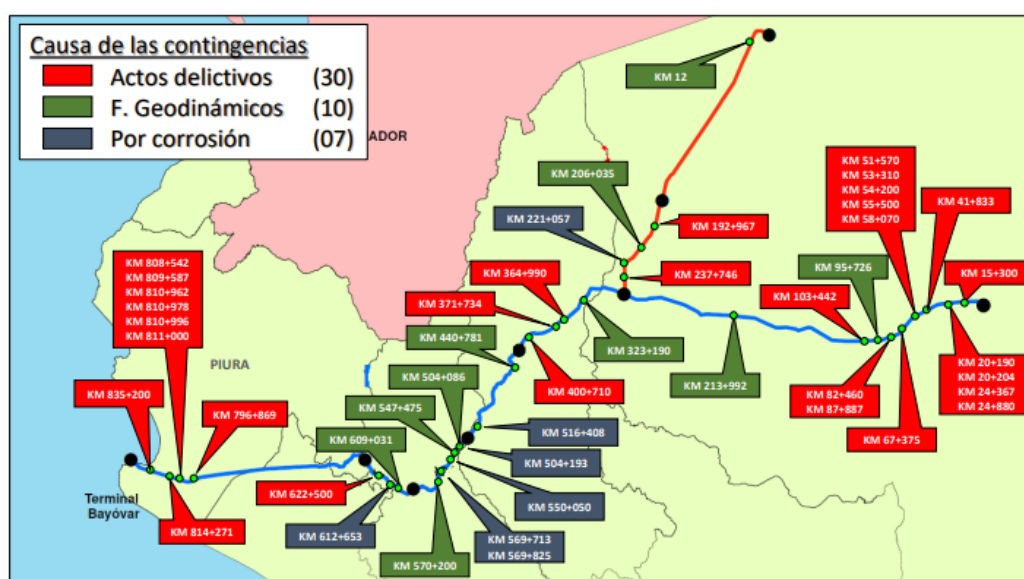 Causa de las contingencias
Actos delictivos (30)
F. Geodinámicos (10)
Por corrosión (07)
ADOR
KM 12
KM 206+035
KM 221+057
KM 192+967
KM 237+746
KM 51+570
KM 53+310
KM 54+200
KM 55+500
KM 58+070
KM 41+833
KM 15+300
KM 95+726
KM 103+442
KM 364+990
KM 371+734
KM 440+781
KM 323+190
KM 213+992
KM 400+710
KM 82+460
KM 87+887
KM 67+375
KM 20+190
KM 20+204
KM 24+367
KM 24+880
KM 808+542
KM 809+587
KM 810+962
KM 810+978
KM 810+996
KM 811+000
PIURA
KM 835+200
KM 796+869
KM 504+086
KM 547+475
KM 609+031
KM 516+408
KM 504+193
KM 550+050
KM 569+713
KM 569+825
KM 622+500
KM 612+653
KM 570+200
Terminal
Bayóvar
KM 814+271